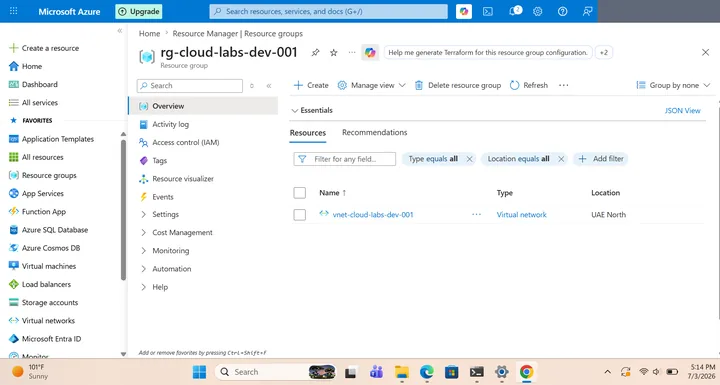 Microsoft Azure
Upgrade
Search resources, services, and docs (G+/)
1
Create a resource
Home
Dashboard
All services
FAVORITES
Application Templates
All resources
Resource groups
App Services
Function App
Azure SQL Database
Azure Cosmos DB
Virtual machines
Load balancers
Storage accounts
Virtual networks
Microsoft Entra ID
Monitor
Home > Resource Manager | Resource groups >
rg-cloud-labs-dev-001
Resource group
Help me generate Terraform for this resource group configuration.
+2
Search
Overview
Activity log
Access control (IAM)
Tags
Resource visualizer
Events
Settings
Cost Management
Monitoring
Automation
Help
Add or remove favorites by pressing Ctrl+Shift+F
Create
Manage view
Delete resource group
Refresh
Group by none
Essentials
JSON View
Resources
Recommendations
Filter for any field...
Type equals all
Location equals all
Add filter
Name ↑
Type
Location
vnet-cloud-labs-dev-001
Virtual network
UAE North
101°F
Sunny
Search
5:14 PM
7/3/2026